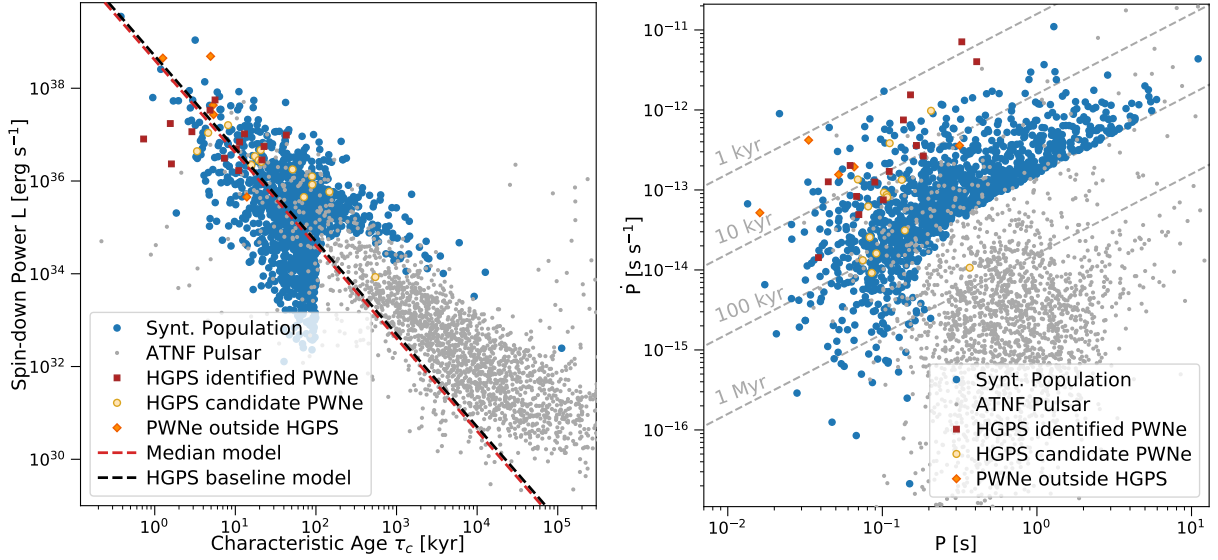 Spin-down Power L [erg s⁻¹]
10³⁸
10³⁶
10³⁴
10³²
10³⁰
Synt. Population
ATNF Pulsar
HGPS identified PWNe
HGPS candidate PWNe
PWNe outside HGPS
Median model
HGPS baseline model
10⁰ 10¹ 10² 10³ 10⁴ 10⁵
Characteristic Age τc [kyr]
Ṗ [s s⁻¹]
10⁻¹¹
10⁻¹²
10⁻¹³
10⁻¹⁴
10⁻¹⁵
10⁻¹⁶
1 kyr
10 kyr
100 kyr
1 Myr
Synt. Population
ATNF Pulsar
HGPS identified PWNe
HGPS candidate PWNe
PWNe outside HGPS
10⁻² 10⁻¹ 10⁰ 10¹
P [s]